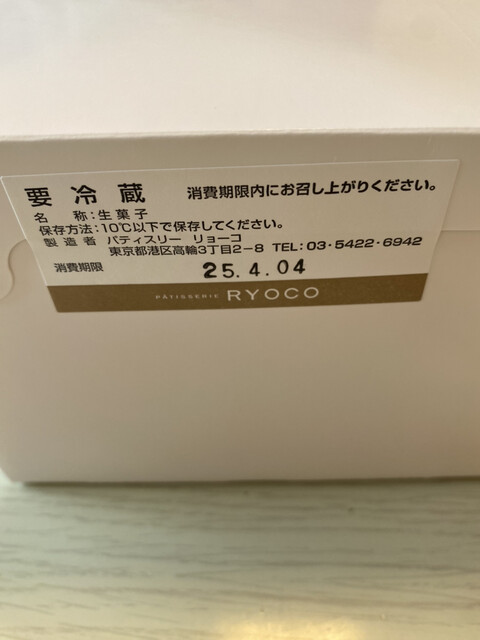 要冷蔵 消費期限内にお召し上がりください。
名 称:生菓子
保存方法:10℃以下で保存してください。
製造者 パティスリー リョーコ
東京都港区高輪3丁目2-8 TEL:03-5422-6942
消費期限 25.4.04
PÂTISSERIE RYOCO